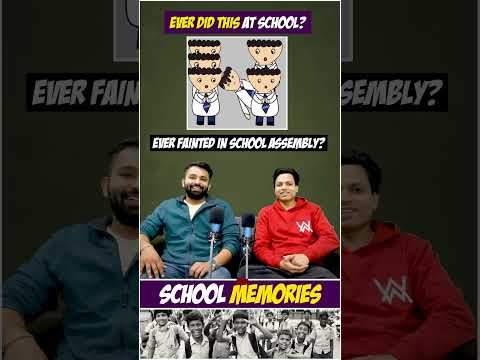 EVER DID THIS AT SCHOOL?
EVER FAINTED IN SCHOOL ASSEMBLY?
SCHOOL MEMORIES